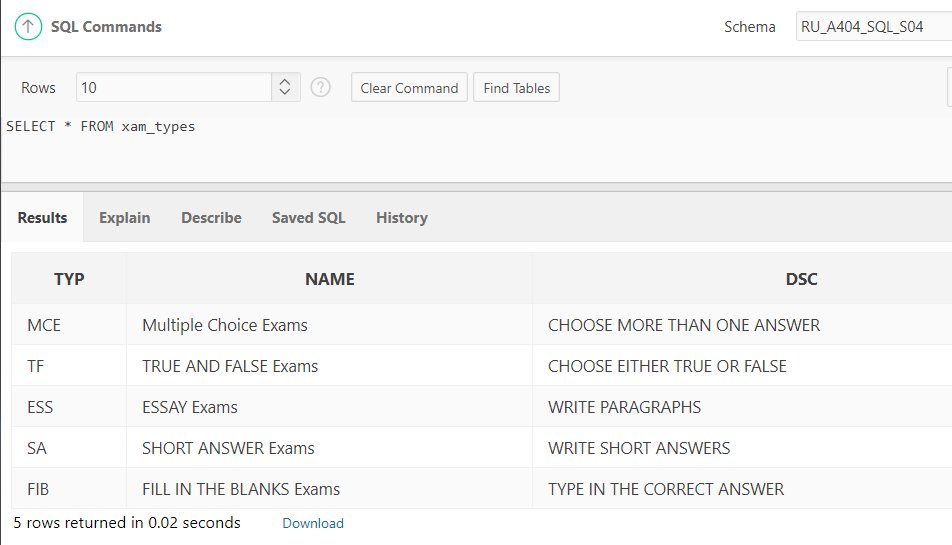 SQL Commands
Schema
RU_A404_SQL_S04
Rows
10
?
Clear Command
Find Tables
SELECT * FROM xam_types
Results Explain Describe Saved SQL History
TYP NAME DSC
MCE Multiple Choice Exams CHOOSE MORE THAN ONE ANSWER
TF TRUE AND FALSE Exams CHOOSE EITHER TRUE OR FALSE
ESS ESSAY Exams WRITE PARAGRAPHS
SA SHORT ANSWER Exams WRITE SHORT ANSWERS
FIB FILL IN THE BLANKS Exams TYPE IN THE CORRECT ANSWER
5 rows returned in 0.02 seconds Download